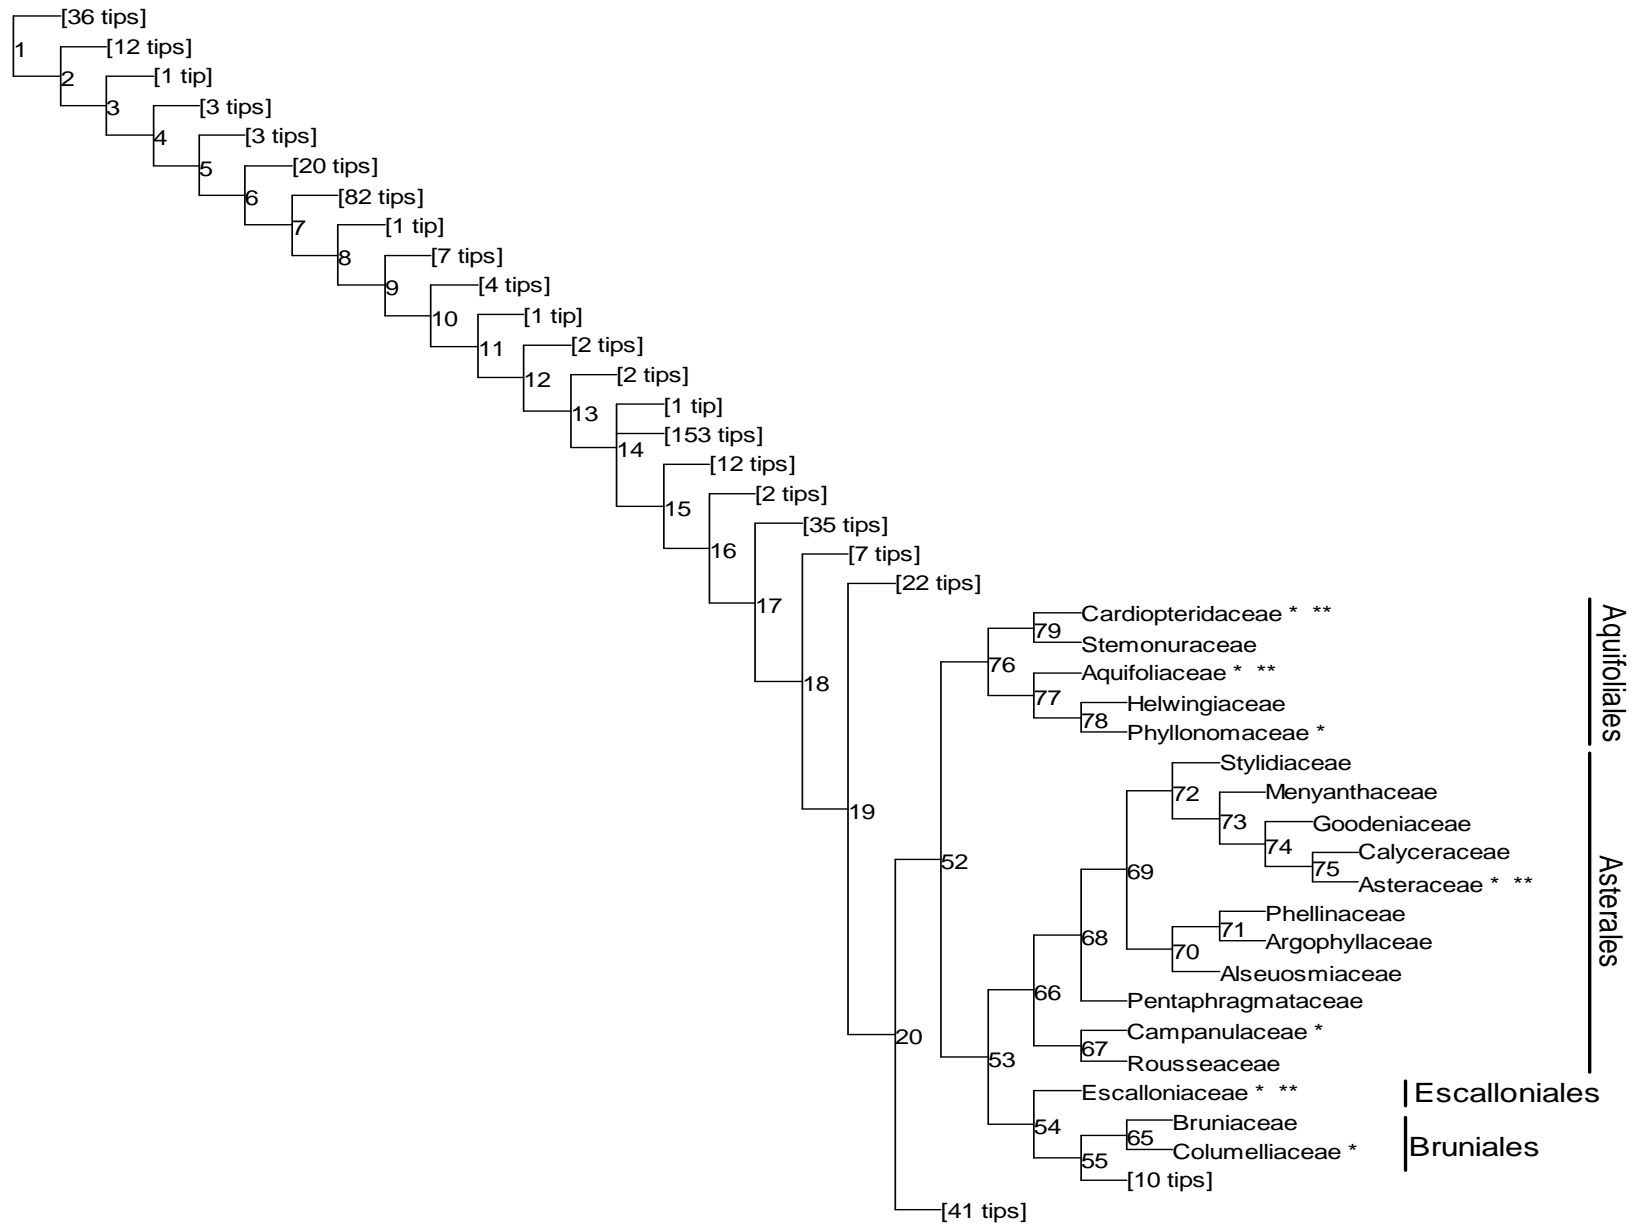 [36 tips]
1
[12 tips]
2
[1 tip]
3
[3 tips]
4
[3 tips]
5
[20 tips]
6
[82 tips]
7
[1 tip]
8
[7 tips]
9
[4 tips]
10
[1 tip]
11
[2 tips]
12
[2 tips]
13
[1 tip]
14
[153 tips]
15
[12 tips]
16
[2 tips]
17
[35 tips]
18
[7 tips]
19
[22 tips]
20
52
76
79
Cardiopteridaceae * **
Stemonuraceae
77
Aquifoliaceae * **
78
Helwingiaceae
Phyllonomaceae *
Aquifoliales
53
66
68
69
72
Stylidiaceae
73
Menyanthaceae
74
Goodeniaceae
75
Calyceraceae
Asteraceae * **
70
71
Phellinaceae
Argophyllaceae
Alseuosmiaceae
Pentaphragmataceae
67
Campanulaceae *
Rousseaceae
Asterales
54
Escalloniaceae * **
Escalloniales
55
65
Bruniaceae
Columelliaceae *
Bruniales
[10 tips]
[41 tips]